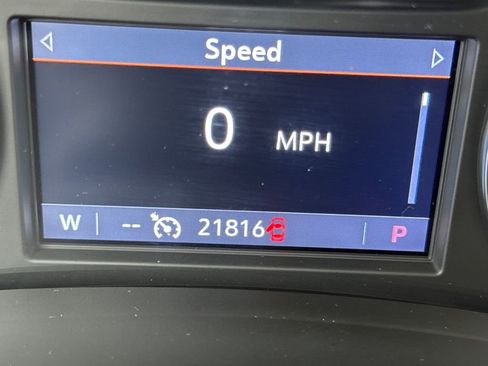 Speed
0 MPH
W -- 21816 P